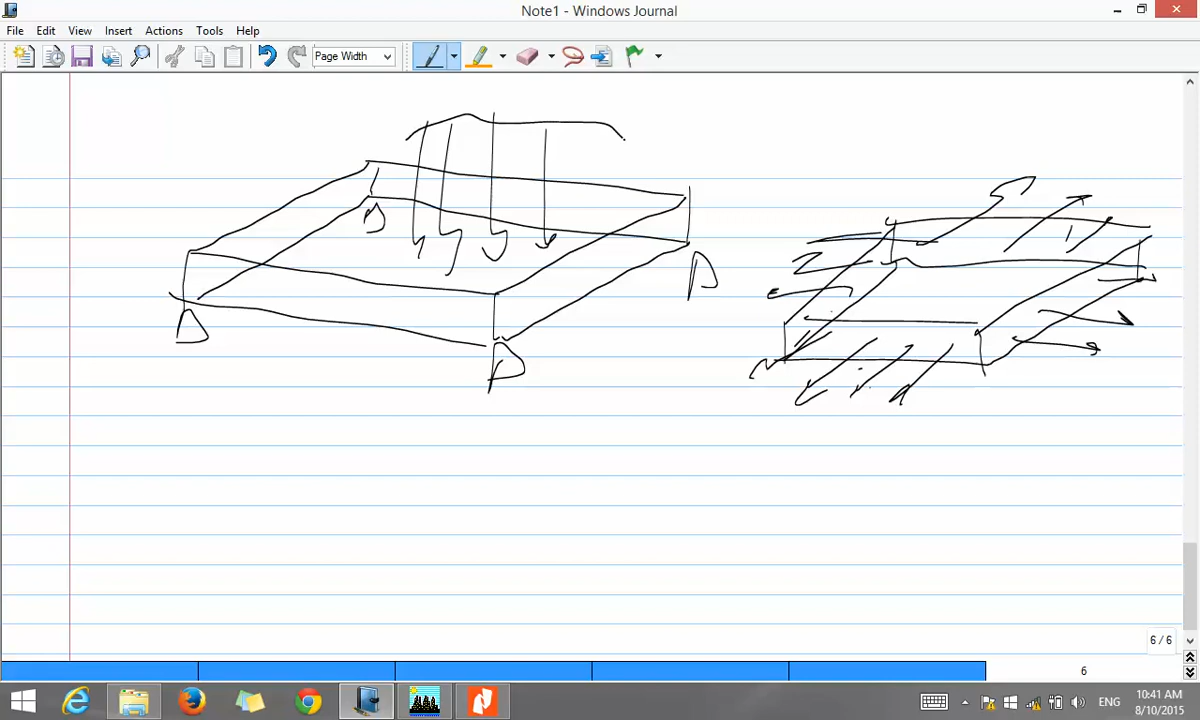 Note1 - Windows Journal
File Edit View Insert Actions Tools Help
Page Width
6 / 6
6
ENG
10:41 AM
8/10/2015